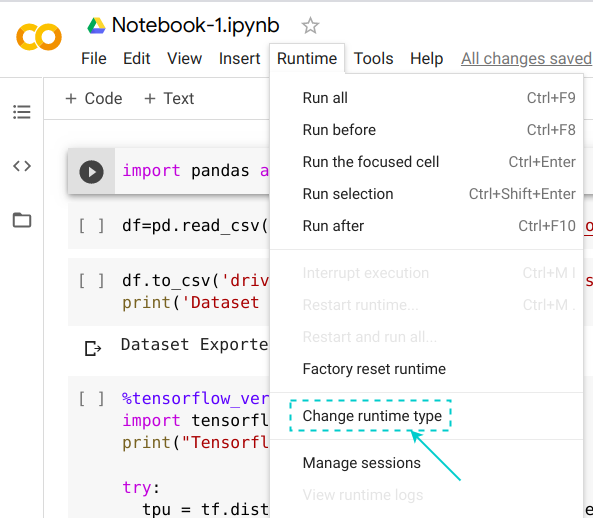 Notebook-1.ipynb
File Edit View Insert Runtime Tools Help All changes saved
+ Code + Text
Run all Ctrl+F9
Run before Ctrl+F8
Run the focused cell Ctrl+Enter
Run selection Ctrl+Shift+Enter
Run after Ctrl+F10
Interrupt execution Ctrl+M I
Restart runtime... Ctrl+M .
Restart and run all...
Factory reset runtime
Change runtime type
Manage sessions
View runtime logs
import pandas a
[ ] df=pd.read_csv(
[ ] df.to_csv('driv
print('Dataset
Dataset Exporte
[ ] %tensorflow_ver
import tensorfl
print("Tensorfl
try:
tpu = tf.dist